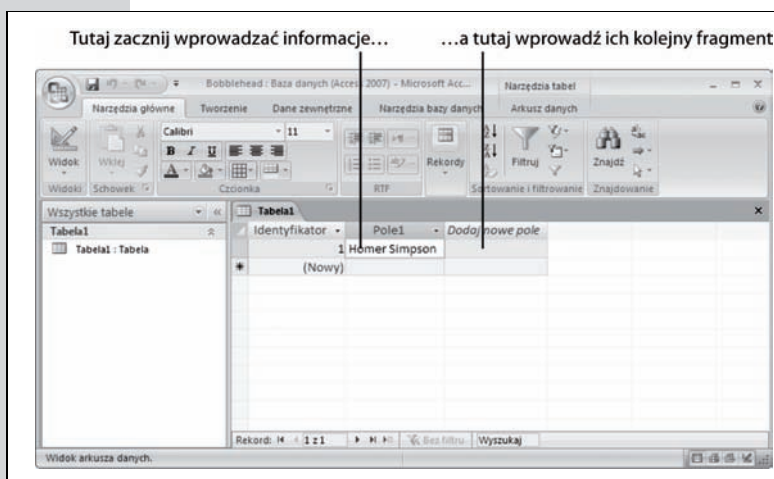 Tutaj zacznij wprowadzać informacje… …a tutaj wprowadź ich kolejny fragment
Bobblehead : Baza danych (Access 2007) - Microsoft Acc... Narzędzia tabel
Narzędzia główne Tworzenie Dane zewnętrzne Narzędzia bazy danych Arkusz danych
Calibri 11
Widok Wklej B I U A Rekordy Filtruj Znajdź
Widoki Schowek Czcionka RTF Sortowanie i filtrowanie Znajdowanie
Wszystkie tabele Tabela1
Tabela1 Identyfikator Pole1 Dodaj nowe pole
Tabela1 : Tabela 1 Homer Simpson
(Nowy)
Rekord: 1 z 1 Bez filtru Wyszukaj
Widok arkusza danych.